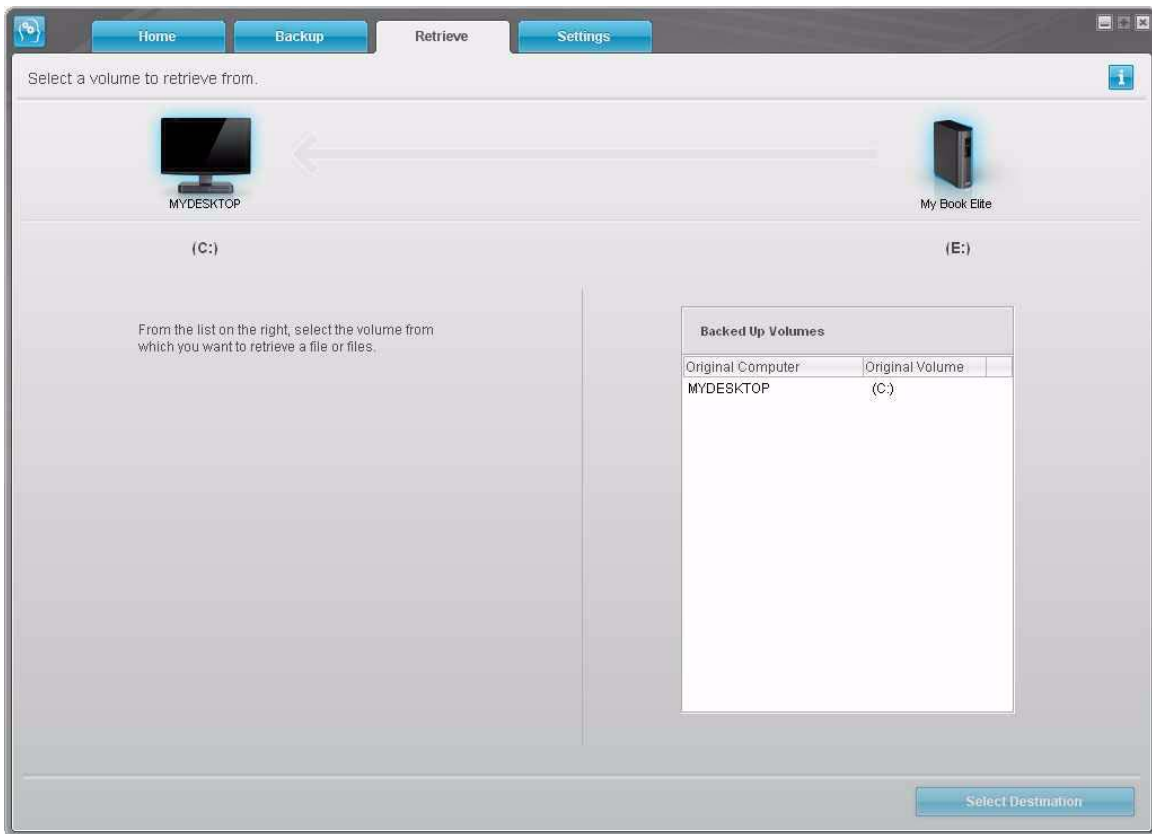 Home Backup Retrieve Settings
Select a volume to retrieve from.
i
MYDESKTOP
My Book Elite
(C:)
(E:)
From the list on the right, select the volume from
which you want to retrieve a file or files.
Backed Up Volumes
Original Computer Original Volume
MYDESKTOP (C:)
Select Destination